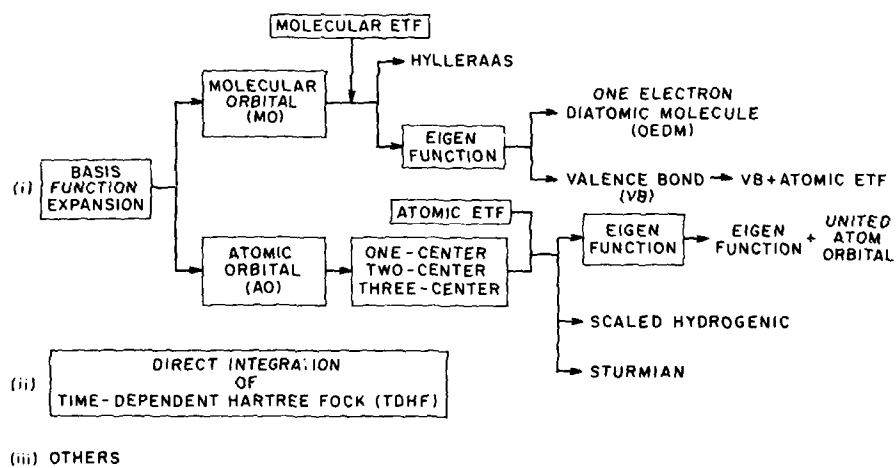 MOLECULAR ETF
HYLLERAAS
MOLECULAR
ORBITAL
(MO)
ONE ELECTRON
DIATOMIC MOLECULE
(OEDM)
EIGEN
FUNCTION
(i)
BASIS
FUNCTION
EXPANSION
VALENCE BOND
(VB)
VB+ATOMIC ETF
ATOMIC ETF
ATOMIC
ORBITAL
(AO)
ONE-CENTER
TWO-CENTER
THREE-CENTER
EIGEN
FUNCTION
EIGEN
FUNCTION
+
UNITED
ATOM
ORBITAL
SCALED HYDROGENIC
STURMIAN
(ii)
DIRECT INTEGRATION
OF
TIME-DEPENDENT HARTREE FOCK (TDHF)
(iii) OTHERS